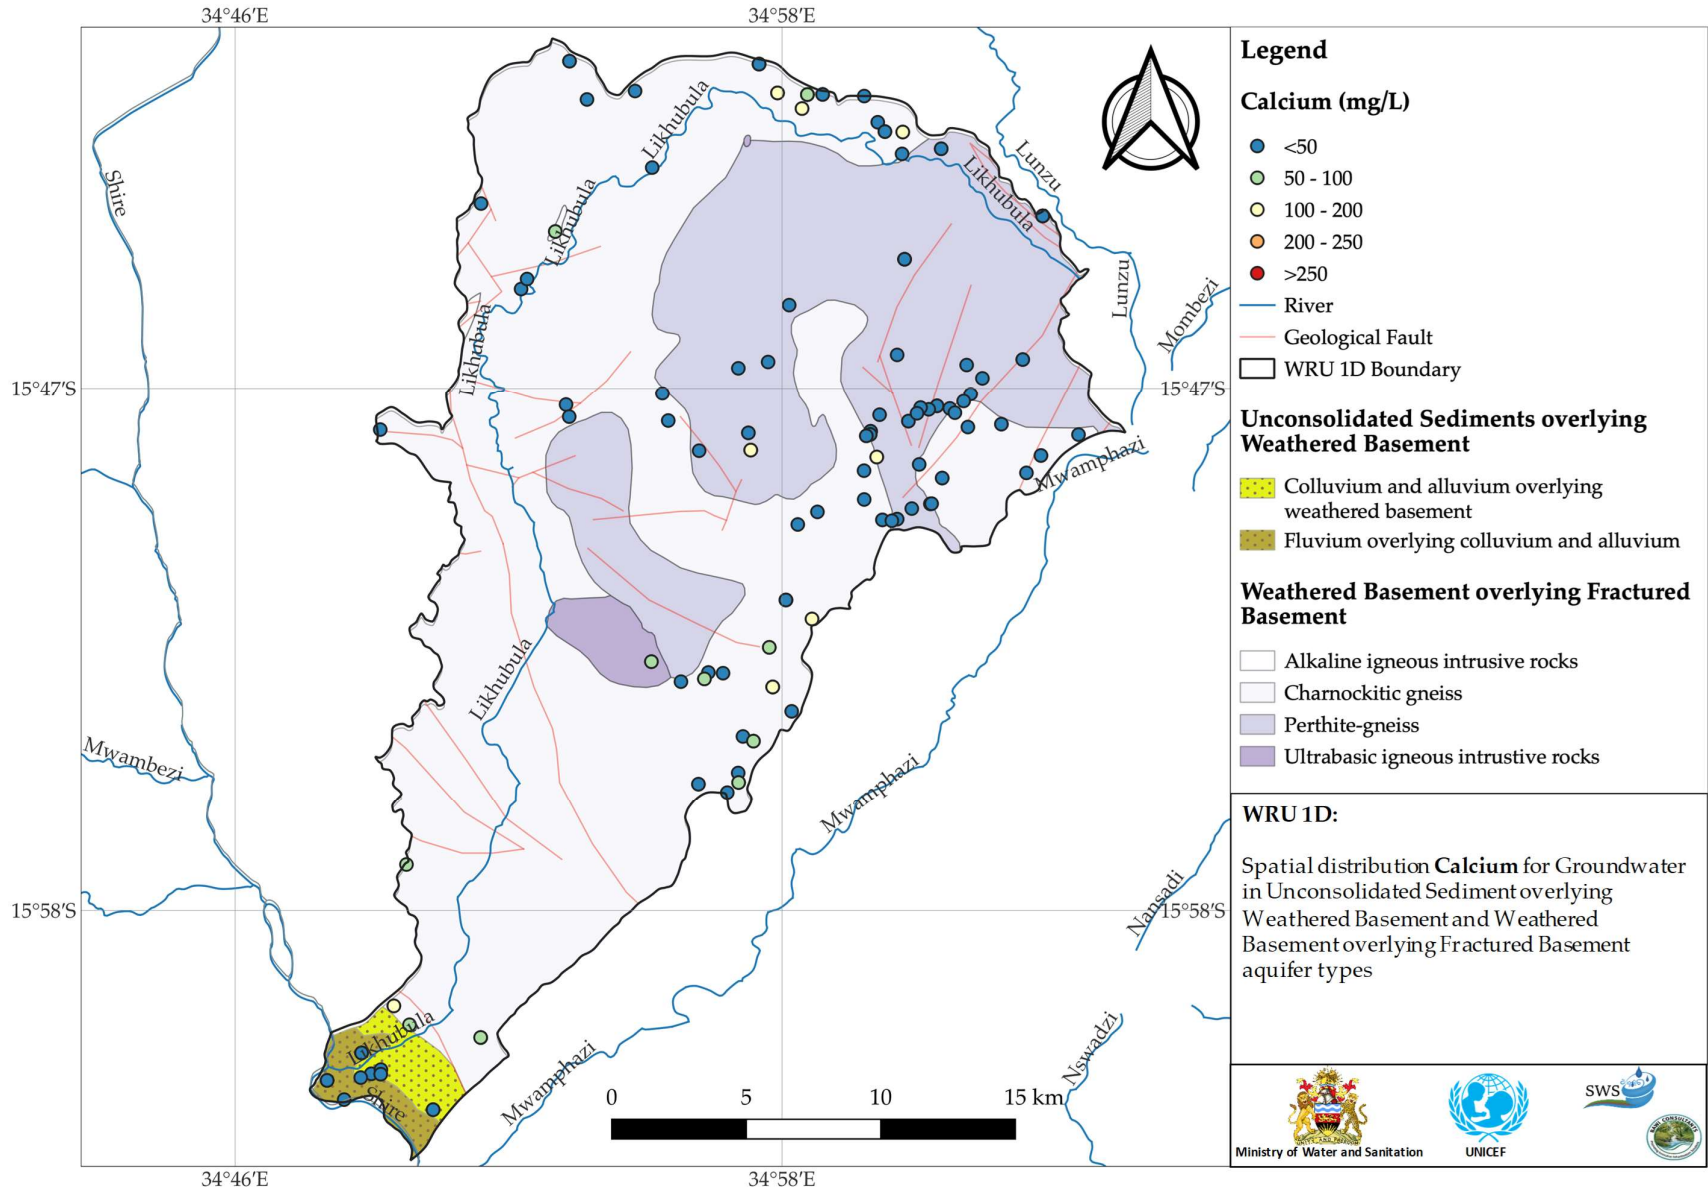 34°46′E
34°58′E
Shire
Likhubula
Likhubula
Likhubula
Likhubula
Lunzu
Lunzu
Mombezi
15°47′S
15°47′S
Mwamphazi
Likhubula
Mwambezi
Mwamphazi
Nansadi
15°58′S
15°58′S
Likhubula
Shire
Mwamphazi
Nswadzi
0
5
10
15 km
34°46′E
34°58′E
Legend
Calcium (mg/L)
<50
50 - 100
100 - 200
200 - 250
>250
River
Geological Fault
WRU 1D Boundary
Unconsolidated Sediments overlying
Weathered Basement
Colluvium and alluvium overlying
weathered basement
Fluvium overlying colluvium and alluvium
Weathered Basement overlying Fractured
Basement
Alkaline igneous intrusive rocks
Charnockitic gneiss
Perthite-gneiss
Ultrabasic igneous intrustive rocks
WRU 1D:
Spatial distribution Calcium for Groundwater
in Unconsolidated Sediment overlying
Weathered Basement and Weathered
Basement overlying Fractured Basement
aquifer types
Ministry of Water and Sanitation
UNICEF
SWS